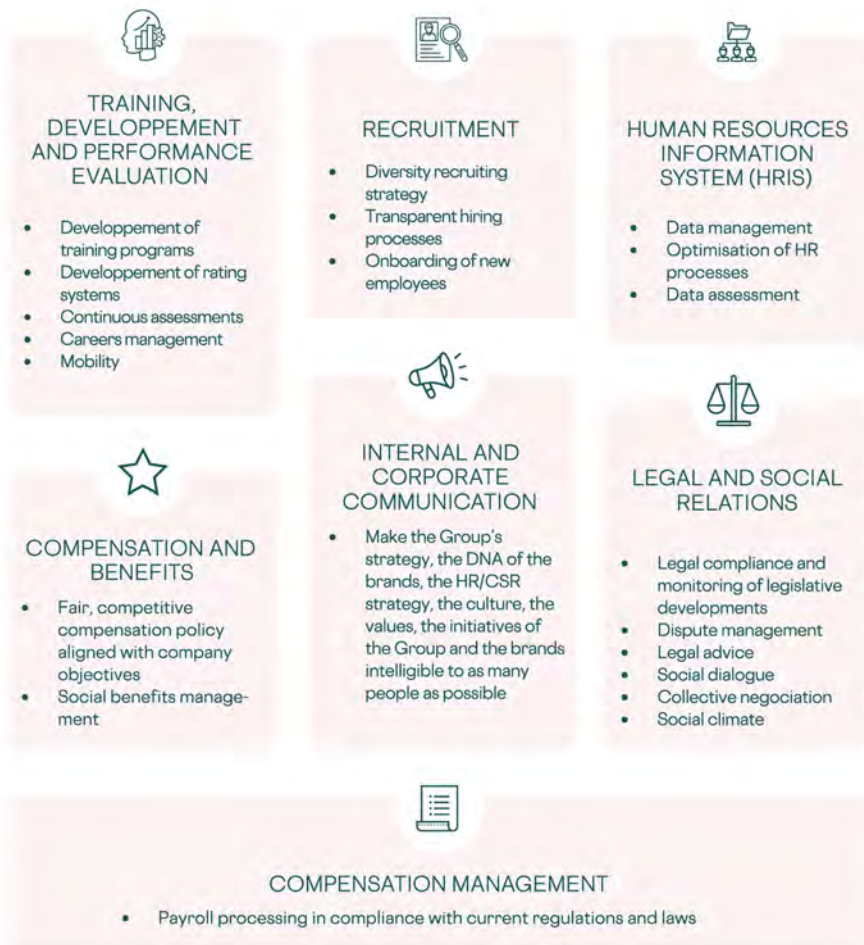 TRAINING,
DEVELOPPEMENT
AND PERFORMANCE
EVALUATION
• Developpement of
training programs
• Developpement of rating
systems
• Continuous assessments
• Careers management
• Mobility
RECRUITMENT
• Diversity recruiting
strategy
• Transparent hiring
processes
• Onboarding of new
employees
HUMAN RESOURCES
INFORMATION
SYSTEM (HRIS)
• Data management
• Optimisation of HR
processes
• Data assessment
COMPENSATION AND
BENEFITS
• Fair, competitive
compensation policy
aligned with company
objectives
• Social benefits manage-
ment
INTERNAL AND
CORPORATE
COMMUNICATION
• Make the Group's
strategy, the DNA of the
brands, the HR/CSR
strategy, the culture, the
values, the initiatives of
the Group and the brands
intelligible to as many
people as possible
LEGAL AND SOCIAL
RELATIONS
• Legal compliance and
monitoring of legislative
developments
• Dispute management
• Legal advice
• Social dialogue
• Collective negociation
• Social climate
COMPENSATION MANAGEMENT
• Payroll processing in compliance with current regulations and laws